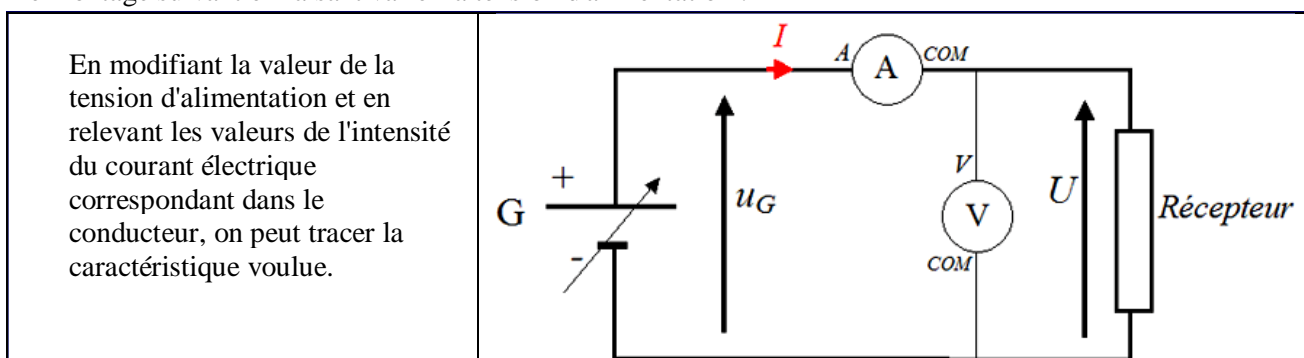 En modifiant la valeur de la
tension d'alimentation et en
relevant les valeurs de l'intensité
du courant électrique
correspondant dans le
conducteur, on peut tracer la
caractéristique voulue.
I
A
A
COM
+
G
-
u_G
V
V
COM
U
Récepteur